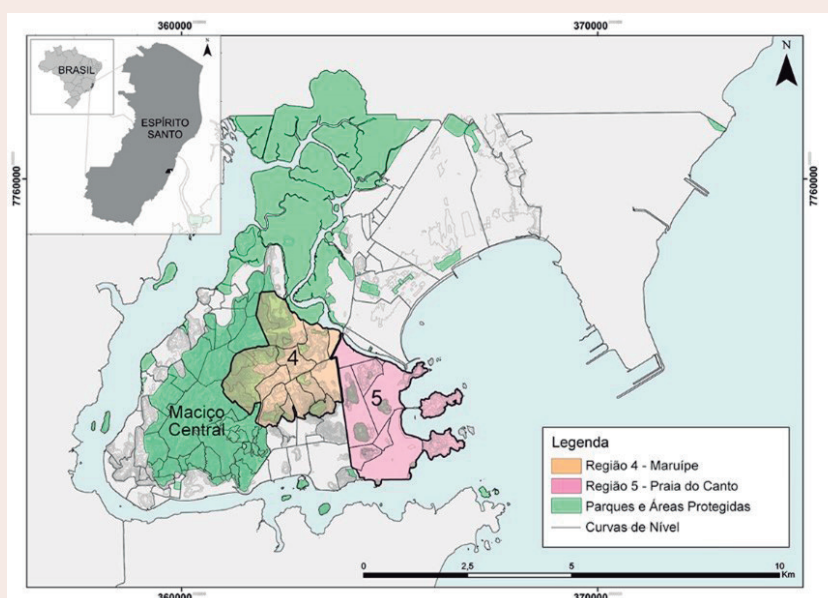 360000
370000
BRASIL
ESPÍRITO
SANTO
N
N
7760000
7760000
4
5
Maciço
Central
Legenda
Região 4 - Maruípe
Região 5 - Praia do Canto
Parques e Áreas Protegidas
Curvas de Nível
0
2,5
5
10
Km
360000
370000